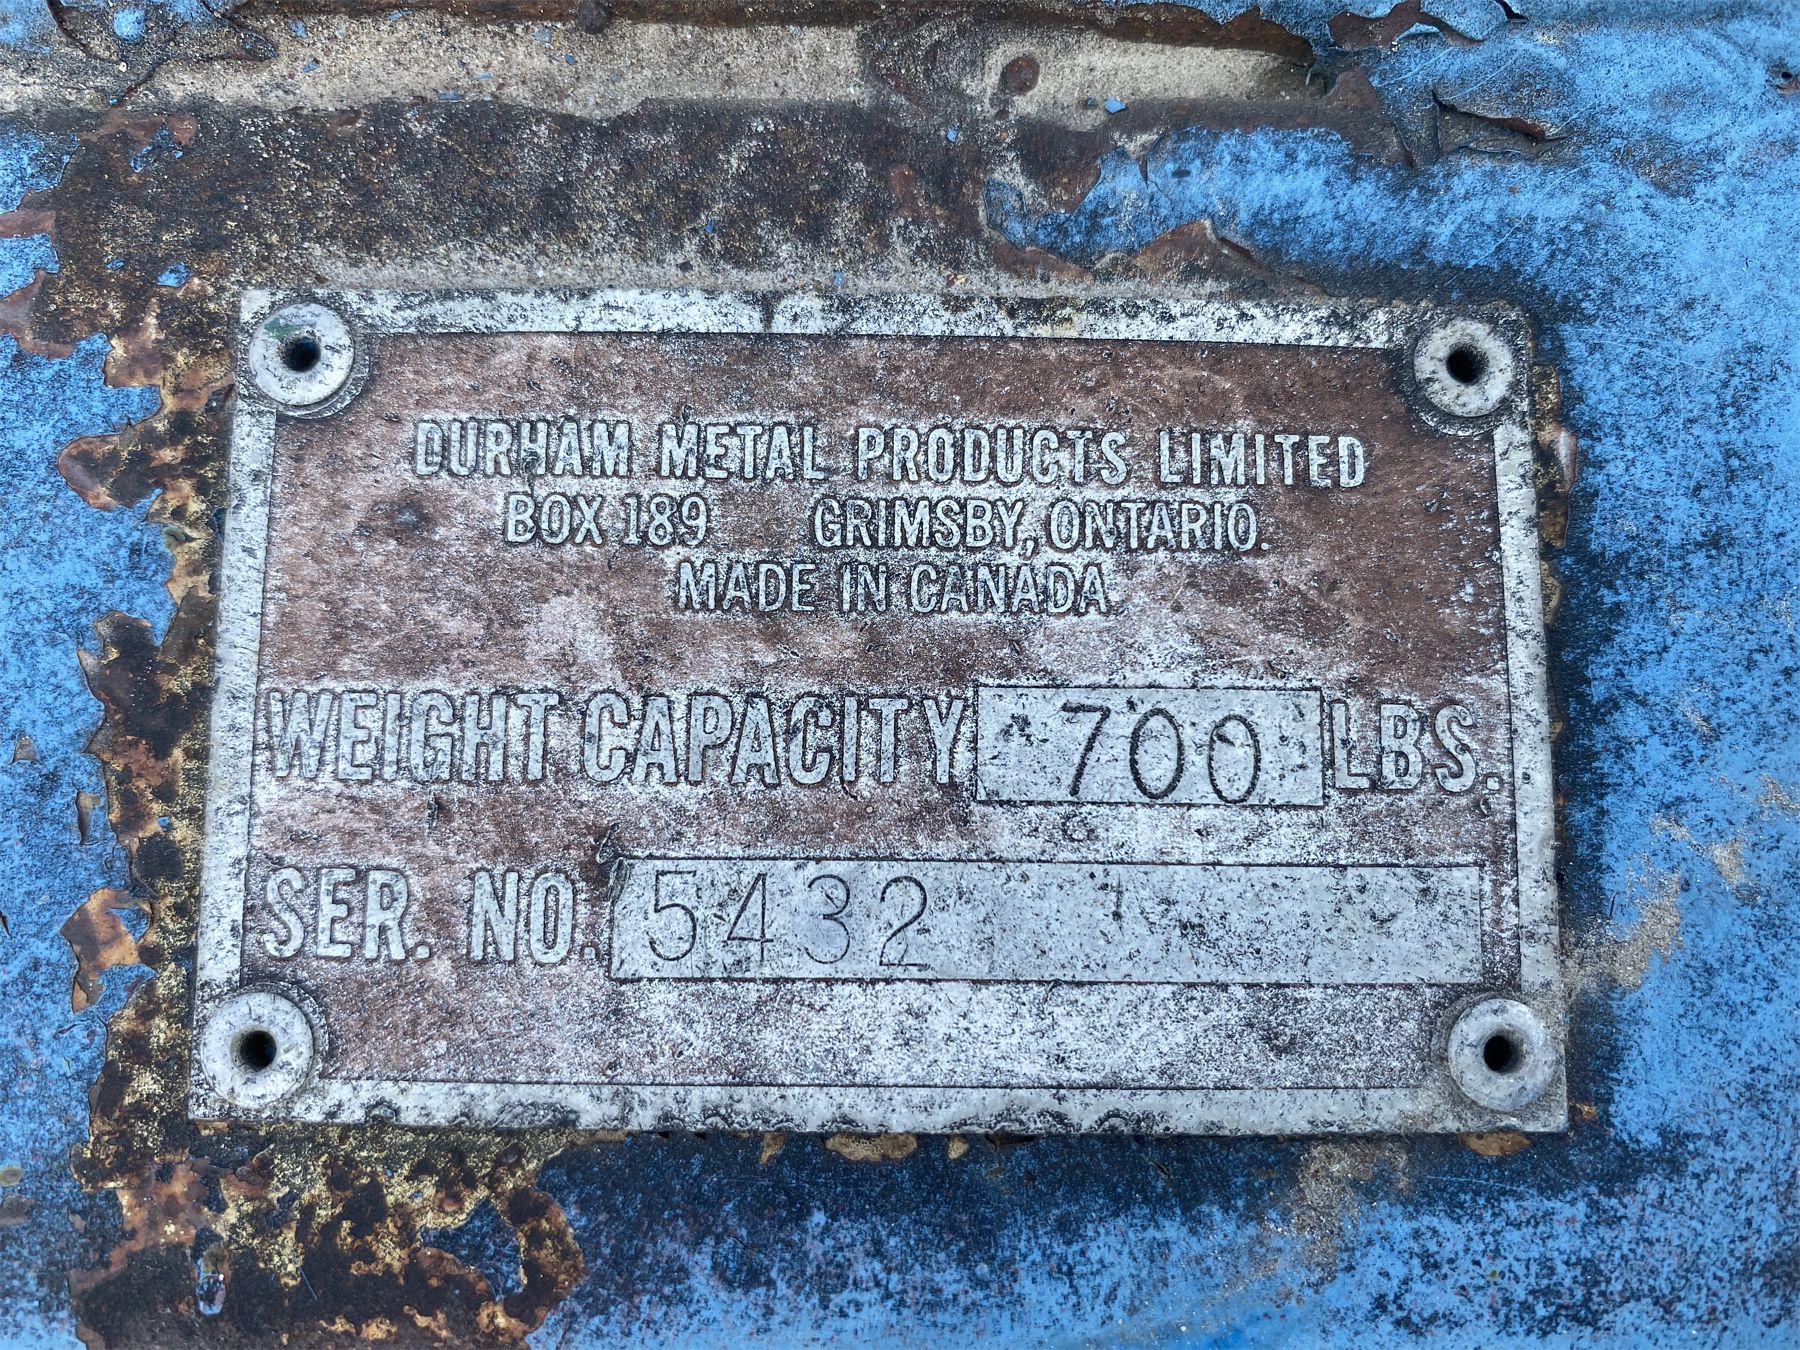 DURHAM METAL PRODUCTS LIMITED
BOX 189 GRIMSBY, ONTARIO.
MADE IN CANADA
WEIGHT CAPACITY 700 LBS.
SER. NO. 5432